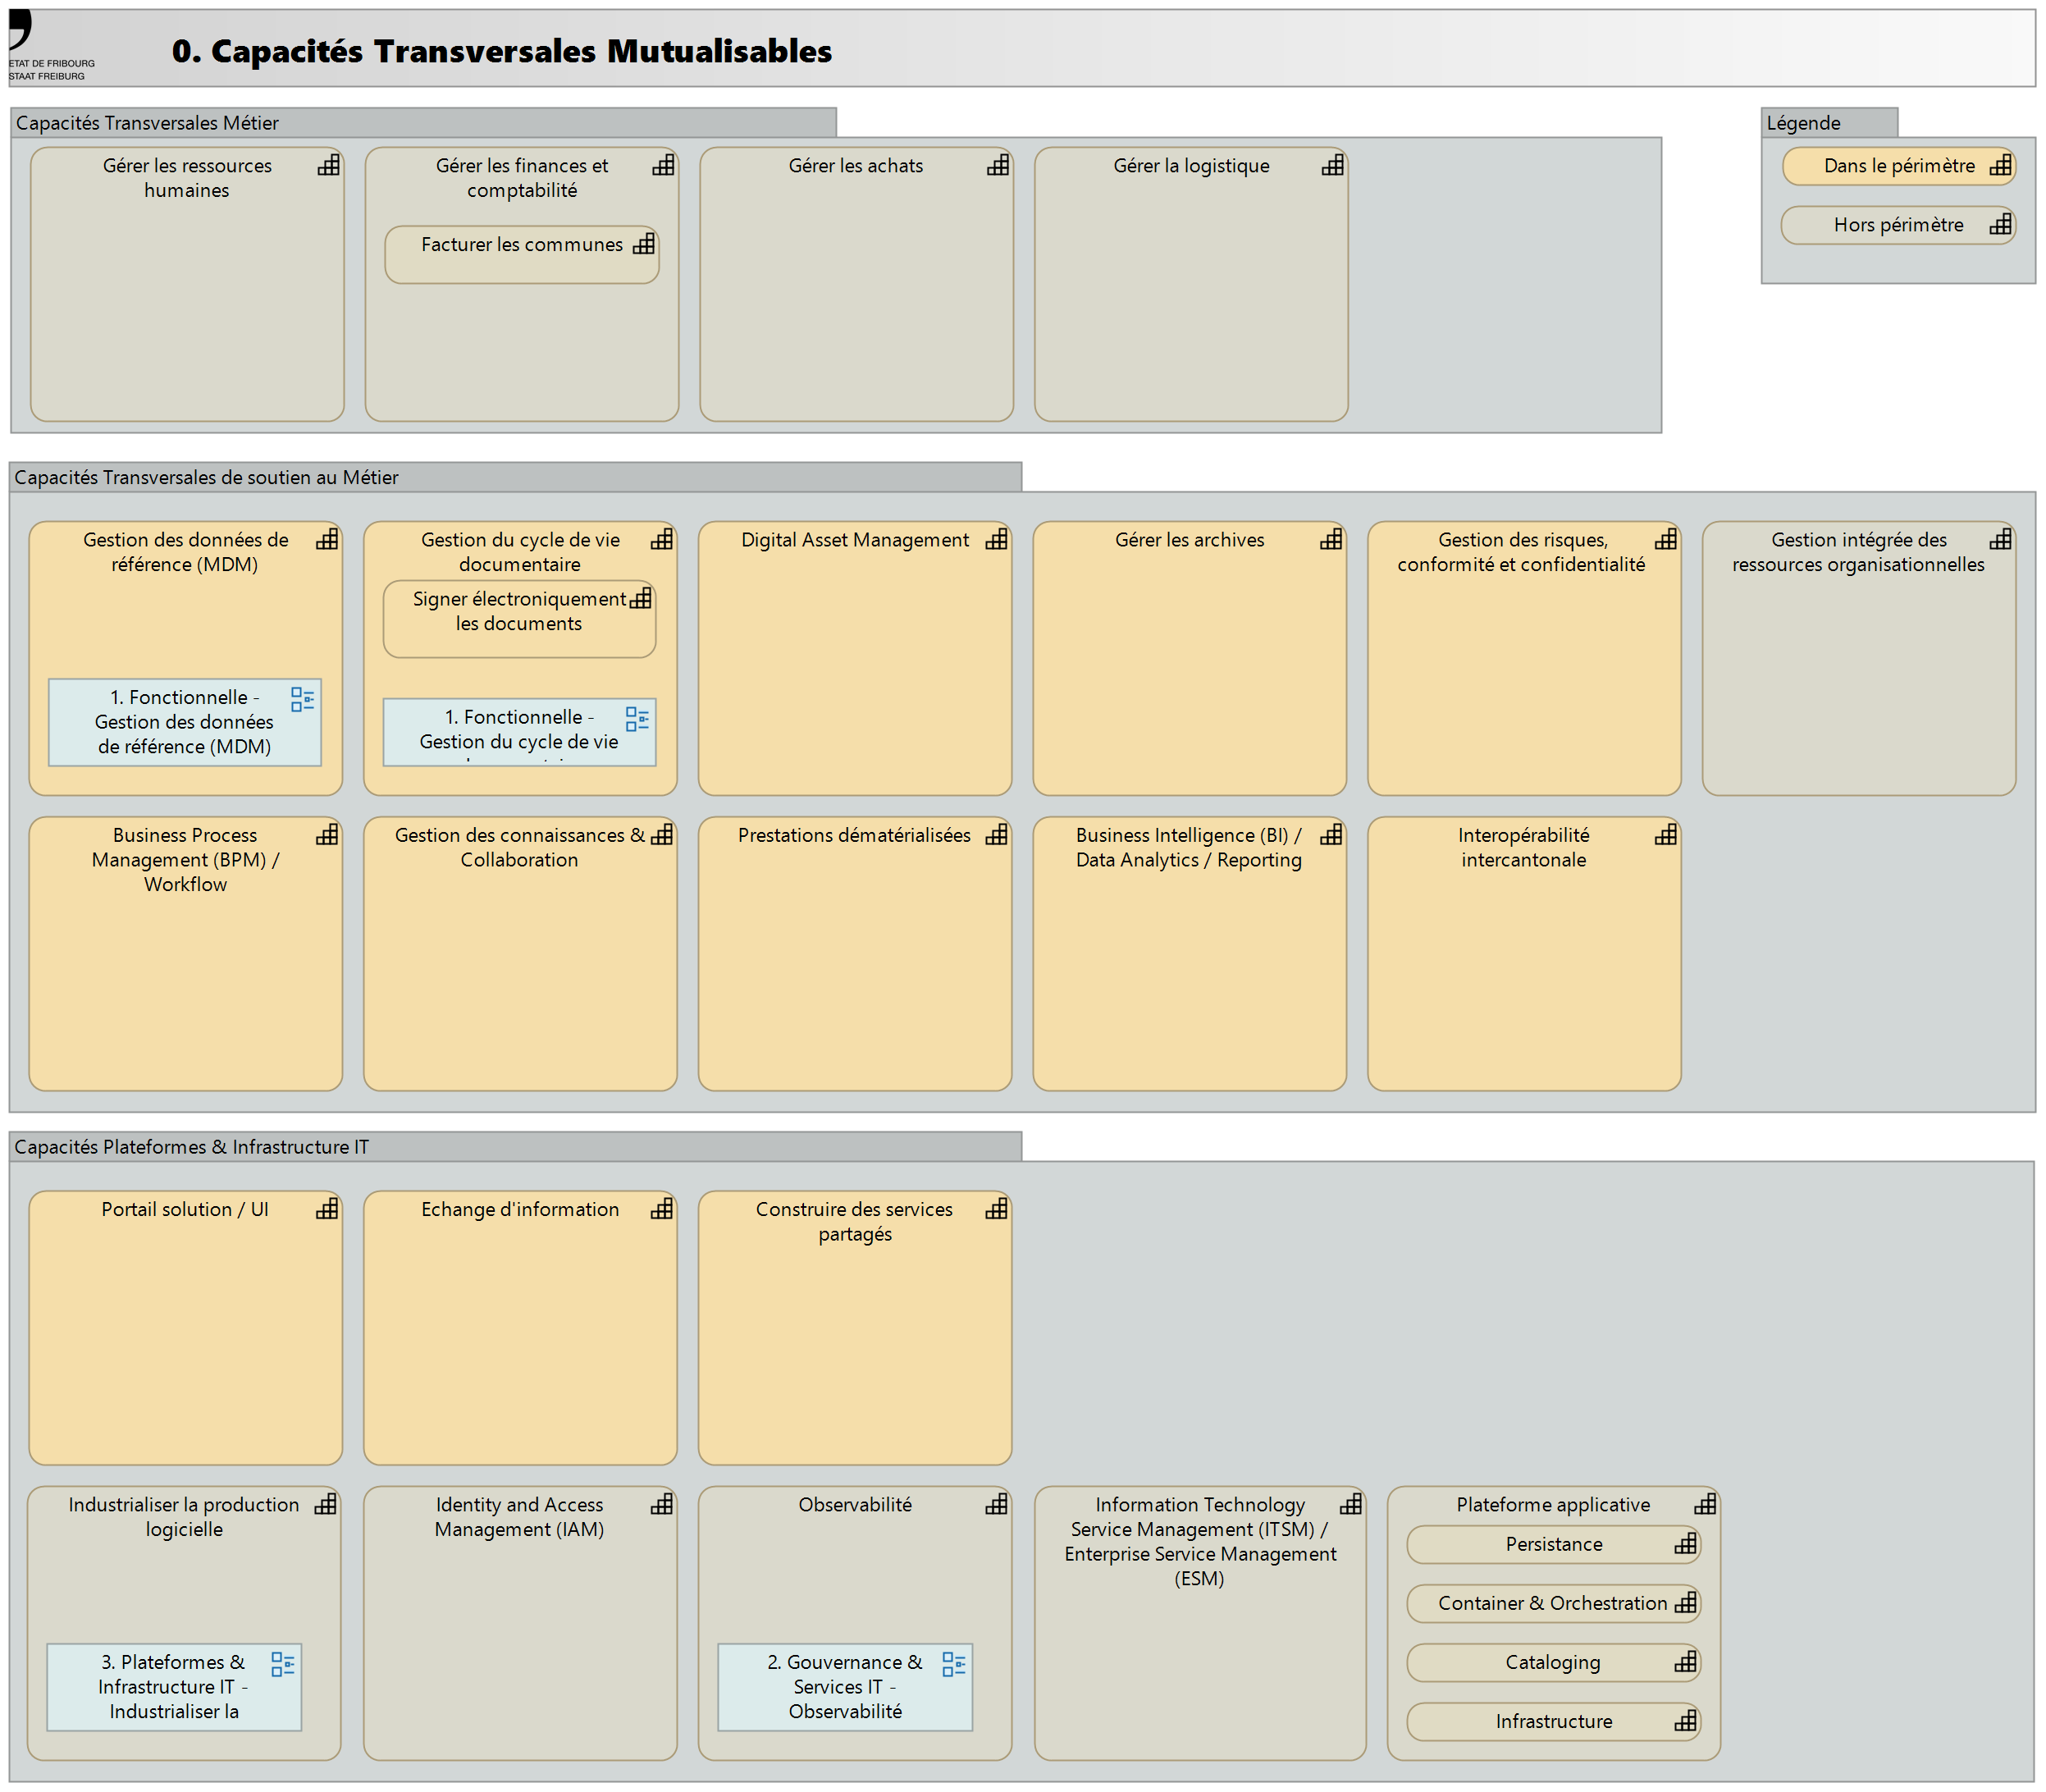 ETAT DE FRIBOURG
STAAT FREIBURG
0. Capacités Transversales Mutualisables
Capacités Transversales Métier
Gérer les ressources
humaines
Gérer les finances et
comptabilité
Facturer les communes
Gérer les achats
Gérer la logistique
Légende
Dans le périmètre
Hors périmètre
Capacités Transversales de soutien au Métier
Gestion des données de
référence (MDM)
1. Fonctionnelle -
Gestion des données
de référence (MDM)
Gestion du cycle de vie
documentaire
Signer électroniquement
les documents
1. Fonctionnelle -
Gestion du cycle de vie
Digital Asset Management
Gérer les archives
Gestion des risques,
conformité et confidentialité
Gestion intégrée des
ressources organisationnelles
Business Process
Management (BPM) /
Workflow
Gestion des connaissances &
Collaboration
Prestations dématérialisées
Business Intelligence (BI) /
Data Analytics / Reporting
Interopérabilité
intercantonale
Capacités Plateformes & Infrastructure IT
Portail solution / UI
Echange d'information
Construire des services
partagés
Industrialiser la production
logicielle
3. Plateformes &
Infrastructure IT -
Industrialiser la
Identity and Access
Management (IAM)
Observabilité
2. Gouvernance &
Services IT -
Observabilité
Information Technology
Service Management (ITSM) /
Enterprise Service Management
(ESM)
Plateforme applicative
Persistance
Container & Orchestration
Cataloging
Infrastructure